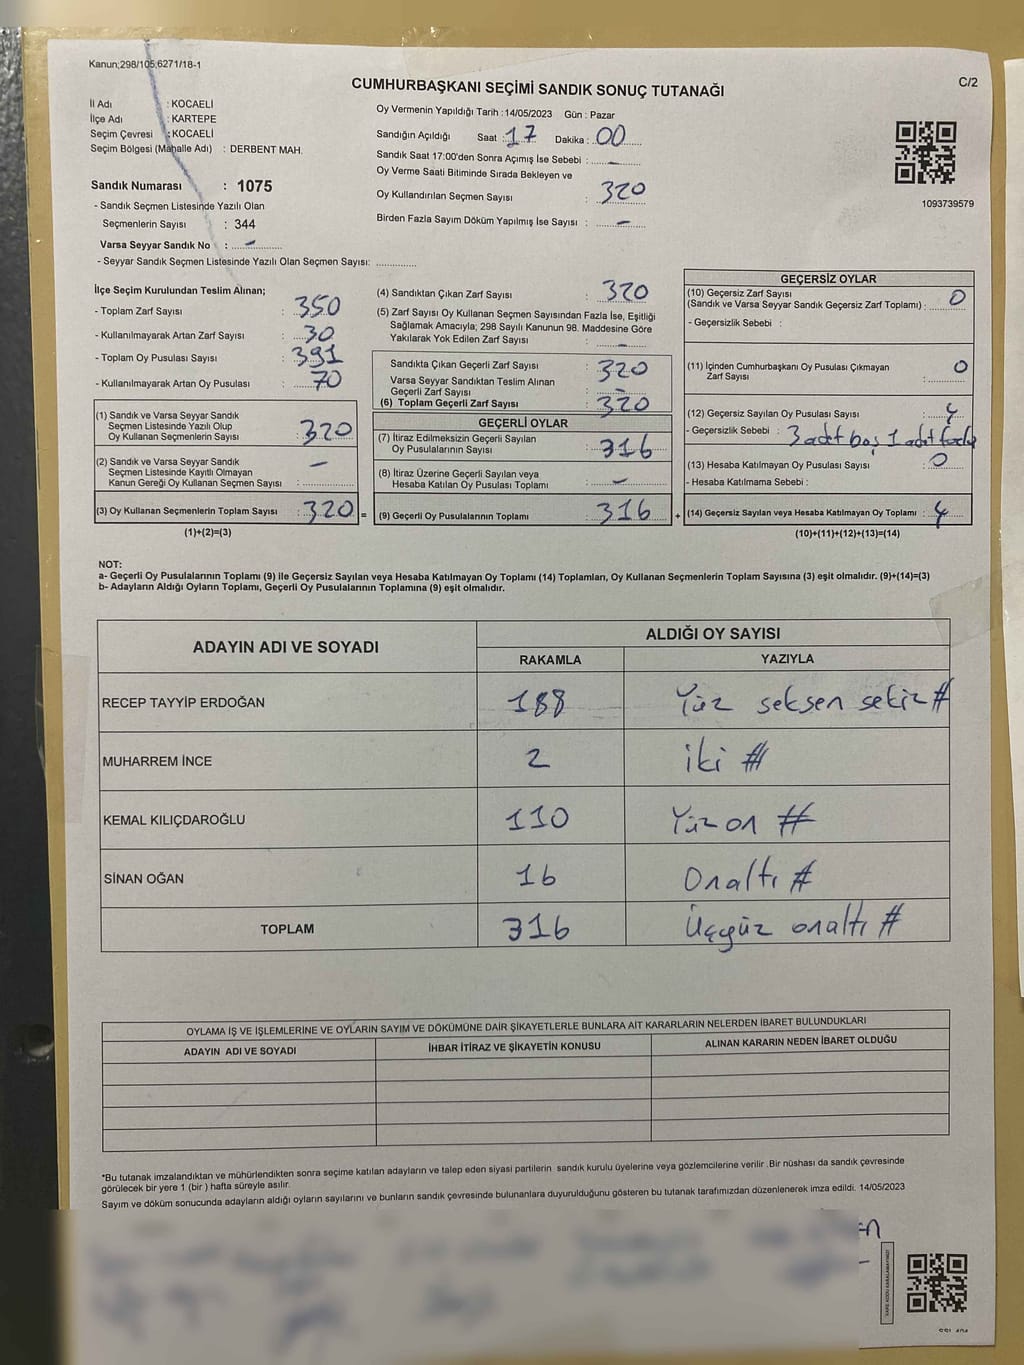 Kanun;298/105;6271/18-1
CUMHURBAŞKANI SEÇİMİ SANDIK SONUÇ TUTANAĞI
C/2
İl Adı : KOCAELİ
İlçe Adı : KARTEPE
Seçim Çevresi : KOCAELİ
Seçim Bölgesi (Mahalle Adı) : DERBENT MAH.
Sandık Numarası : 1075
- Sandık Seçmen Listesinde Yazılı Olan
Seçmenlerin Sayısı : 344
Varsa Seyyar Sandık No : -
- Seyyar Sandık Seçmen Listesinde Yazılı Olan Seçmen Sayısı:
Oy Vermenin Yapıldığı Tarih : 14/05/2023 Gün : Pazar
Sandığın Açıldığı Saat : 17 Dakika : 00
Sandık Saat 17:00'den Sonra Açımış İse Sebebi : -
Oy Verme Saati Bitiminde Sırada Bekleyen ve
Oy Kullandırılan Seçmen Sayısı : 320
Birden Fazla Sayım Döküm Yapılmış İse Sayısı : -
1093739579
İlçe Seçim Kurulundan Teslim Alınan;
- Toplam Zarf Sayısı : 350
- Kullanılmayarak Artan Zarf Sayısı : 30
- Toplam Oy Pusulası Sayısı : 391
- Kullanılmayarak Artan Oy Pusulası : 70
(1) Sandık ve Varsa Seyyar Sandık
Seçmen Listesinde Yazılı Olup
Oy Kullanan Seçmenlerin Sayısı : 320
(2) Sandık ve Varsa Seyyar Sandık
Seçmen Listesinde Kayıtlı Olmayan
Kanun Gereği Oy Kullanan Seçmen Sayısı : -
(3) Oy Kullanan Seçmenlerin Toplam Sayısı : 320 =
(1)+(2)=(3)
(4) Sandıktan Çıkan Zarf Sayısı : 320
(5) Zarf Sayısı Oy Kullanan Seçmen Sayısından Fazla İse, Eşitliği
Sağlamak Amacıyla; 298 Sayılı Kanunun 98. Maddesine Göre
Yakılarak Yok Edilen Zarf Sayısı : -
Sandıkta Çıkan Geçerli Zarf Sayısı : 320
Varsa Seyyar Sandıktan Teslim Alınan
Geçerli Zarf Sayısı : -
(6) Toplam Geçerli Zarf Sayısı : 320
GEÇERLİ OYLAR
(7) İtiraz Edilmeksizin Geçerli Sayılan
Oy Pusulalarının Sayısı : 316
(8) İtiraz Üzerine Geçerli Sayılan veya
Hesaba Katılan Oy Pusulası Toplamı : -
(9) Geçerli Oy Pusulalarının Toplamı : 316 +
GEÇERSİZ OYLAR
(10) Geçersiz Zarf Sayısı
(Sandık ve Varsa Seyyar Sandık Geçersiz Zarf Toplamı) : 0
- Geçersizlik Sebebi :
(11) İçinden Cumhurbaşkanı Oy Pusulası Çıkmayan
Zarf Sayısı : 0
(12) Geçersiz Sayılan Oy Pusulası Sayısı : 4
- Geçersizlik Sebebi : 3 adet boş 1 adet fazla
(13) Hesaba Katılmayan Oy Pusulası Sayısı : 0
- Hesaba Katılmama Sebebi :
(14) Geçersiz Sayılan veya Hesaba Katılmayan Oy Toplamı : 4
(10)+(11)+(12)+(13)=(14)
NOT:
a- Geçerli Oy Pusulalarının Toplamı (9) ile Geçersiz Sayılan veya Hesaba Katılmayan Oy Toplamı (14) Toplamları, Oy Kullanan Seçmenlerin Toplam Sayısına (3) eşit olmalıdır. (9)+(14)=(3)
b- Adayların Aldığı Oyların Toplamı, Geçerli Oy Pusulalarının Toplamına (9) eşit olmalıdır.
ADAYIN ADI VE SOYADI ALDIĞI OY SAYISI
RAKAMLA YAZIYLA
RECEP TAYYİP ERDOĞAN 188 Yüz seksen sekiz #
MUHARREM İNCE 2 iki #
KEMAL KILIÇDAROĞLU 110 Yüz on #
SİNAN OĞAN 16 Onaltı #
TOPLAM 316 Üçyüz onaltı #
OYLAMA İŞ VE İŞLEMLERİNE VE OYLARIN SAYIM VE DÖKÜMÜNE DAİR ŞİKAYETLERLE BUNLARA AİT KARARLARIN NELERDEN İBARET BULUNDUKLARI
ADAYIN ADI VE SOYADI İHBAR İTİRAZ VE ŞİKAYETİN KONUSU ALINAN KARARIN NEDEN İBARET OLDUĞU
*Bu tutanak imzalandıktan ve mühürlendikten sonra seçime katılan adayların ve talep eden siyasi partilerin sandık kurulu üyelerine veya gözlemcilerine verilir .Bir nüshası da sandık çevresinde
görülecek bir yere 1 (bir ) hafta süreyle asılır.
Sayım ve döküm sonucunda adayların aldığı oyların sayılarını ve bunların sandık çevresinde bulunanlara duyurulduğunu gösteren bu tutanak tarafımızdan düzenlenerek imza edildi. 14/05/2023